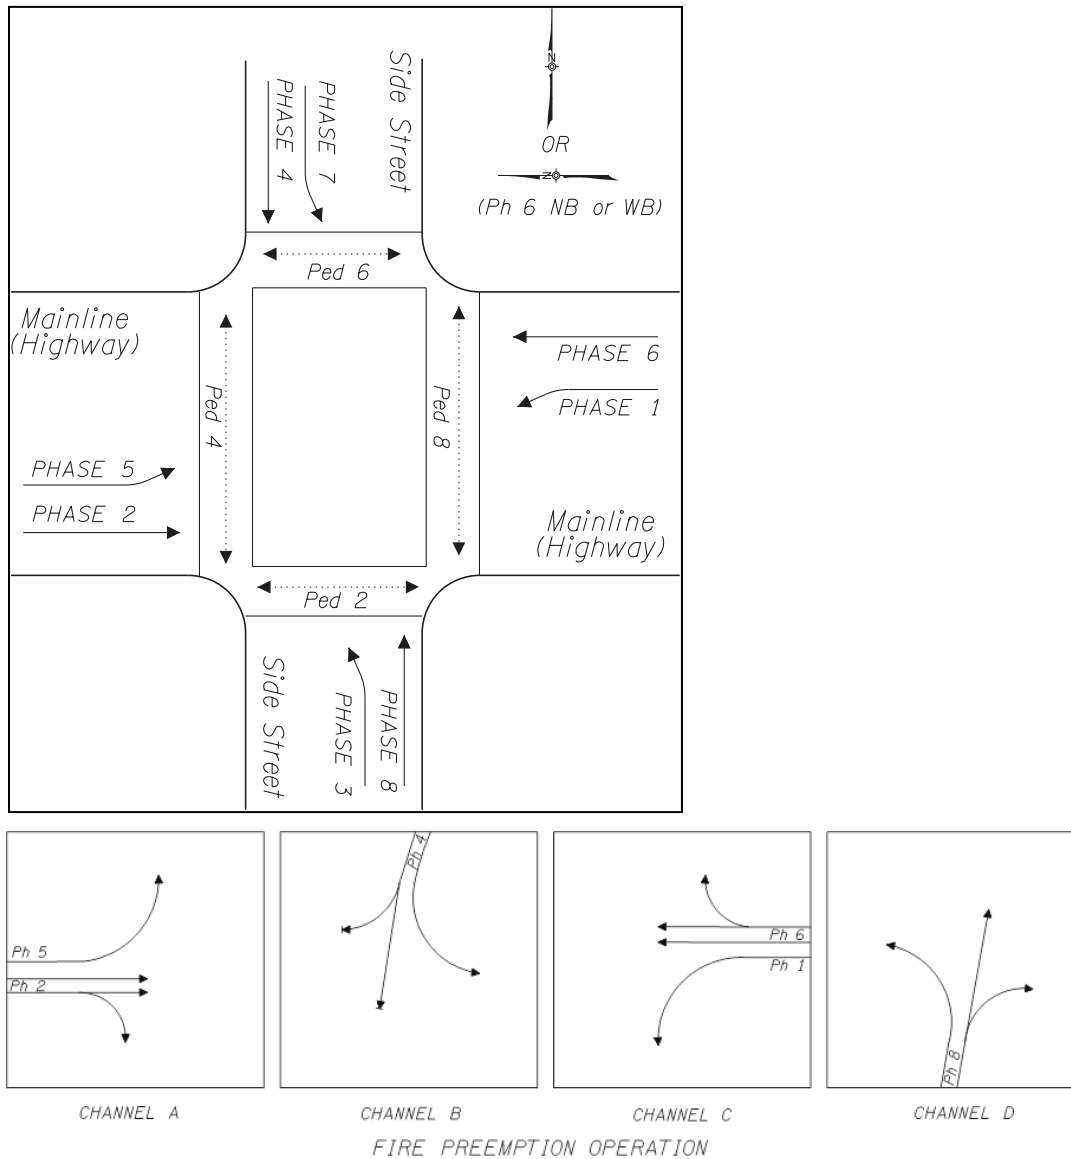 Side Street
PHASE 4
PHASE 7
N
OR
N
(Ph 6 NB or WB)
Ped 6
Mainline
(Highway)
PHASE 6
PHASE 1
Ped 4
Ped 8
PHASE 5
PHASE 2
Mainline
(Highway)
Ped 2
Side Street
PHASE 3
PHASE 8
Ph 5
Ph 2
Ph 4
Ph 6
Ph 1
Ph 8
CHANNEL A
CHANNEL B
CHANNEL C
CHANNEL D
FIRE PREEMPTION OPERATION